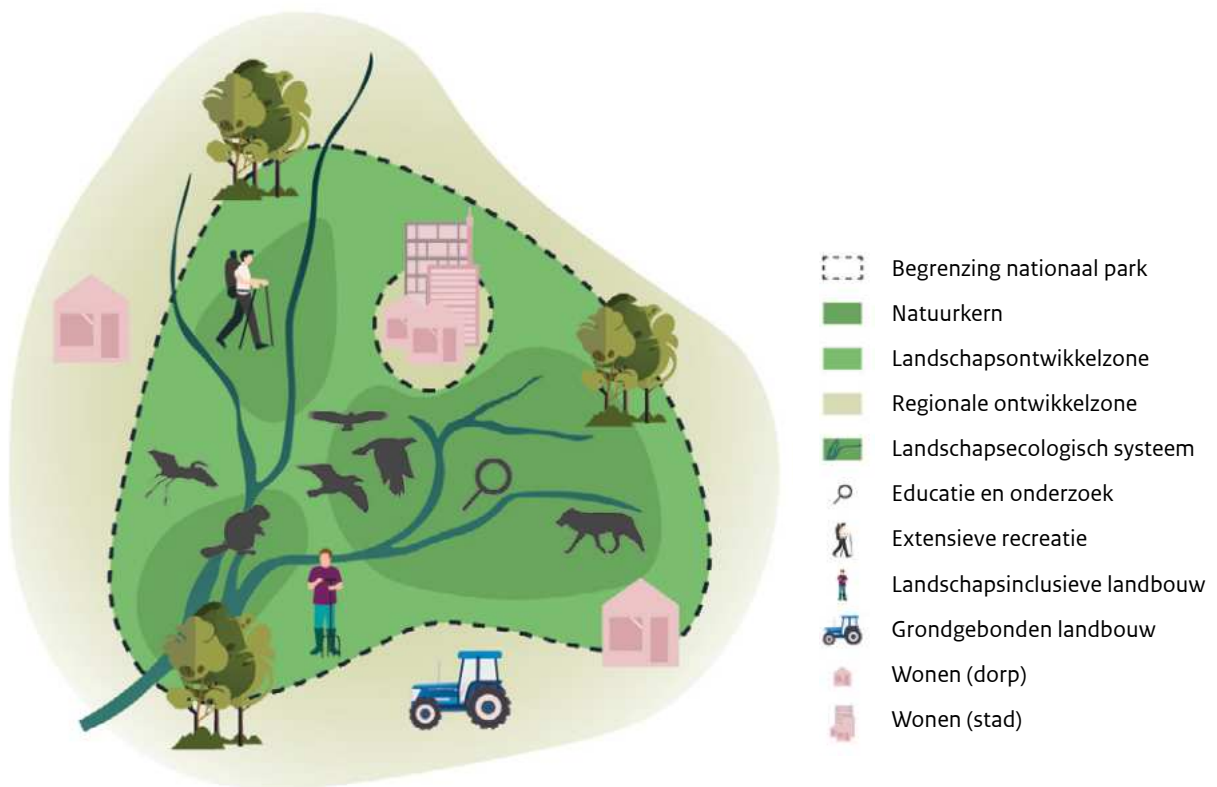 Begrenzing nationaal park
Natuurkern
Landschapsontwikkelzone
Regionale ontwikkelzone
Landschapsecologisch systeem
Educatie en onderzoek
Extensieve recreatie
Landschapsinclusieve landbouw
Grondgebonden landbouw
Wonen (dorp)
Wonen (stad)